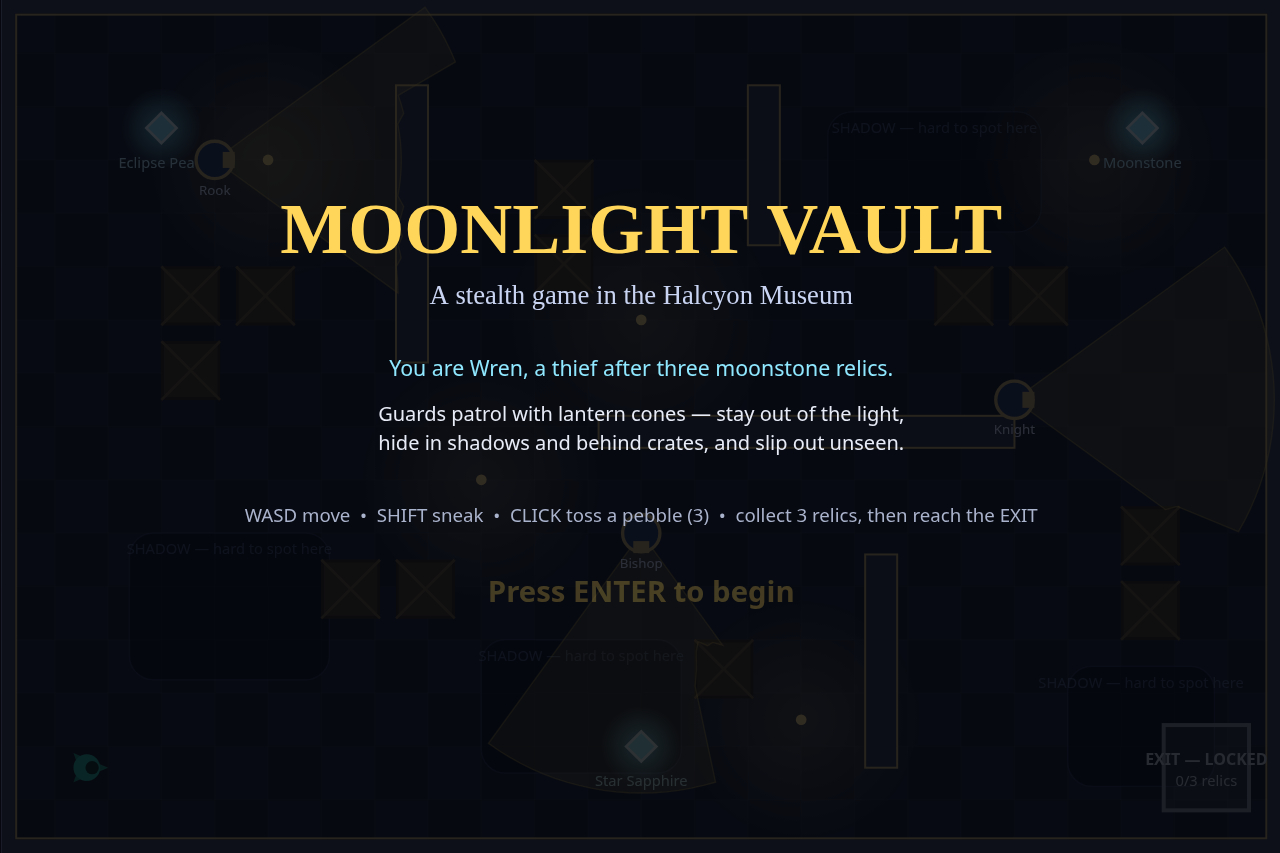 SHADOW — hard to spot here
Eclipse Pea
Moonstone
Rook
MOONLIGHT VAULT
A stealth game in the Halcyon Museum
You are Wren, a thief after three moonstone relics.
Guards patrol with lantern cones — stay out of the light,
Knight
hide in shadows and behind crates, and slip out unseen.
WASD move • SHIFT sneak • CLICK toss a pebble (3) • collect 3 relics, then reach the EXIT
SHADOW — hard to spot here
Bishop
Press ENTER to begin
SHADOW — hard to spot here
SHADOW — hard to spot here
EXIT — LOCKED
0/3 relics
Star Sapphire